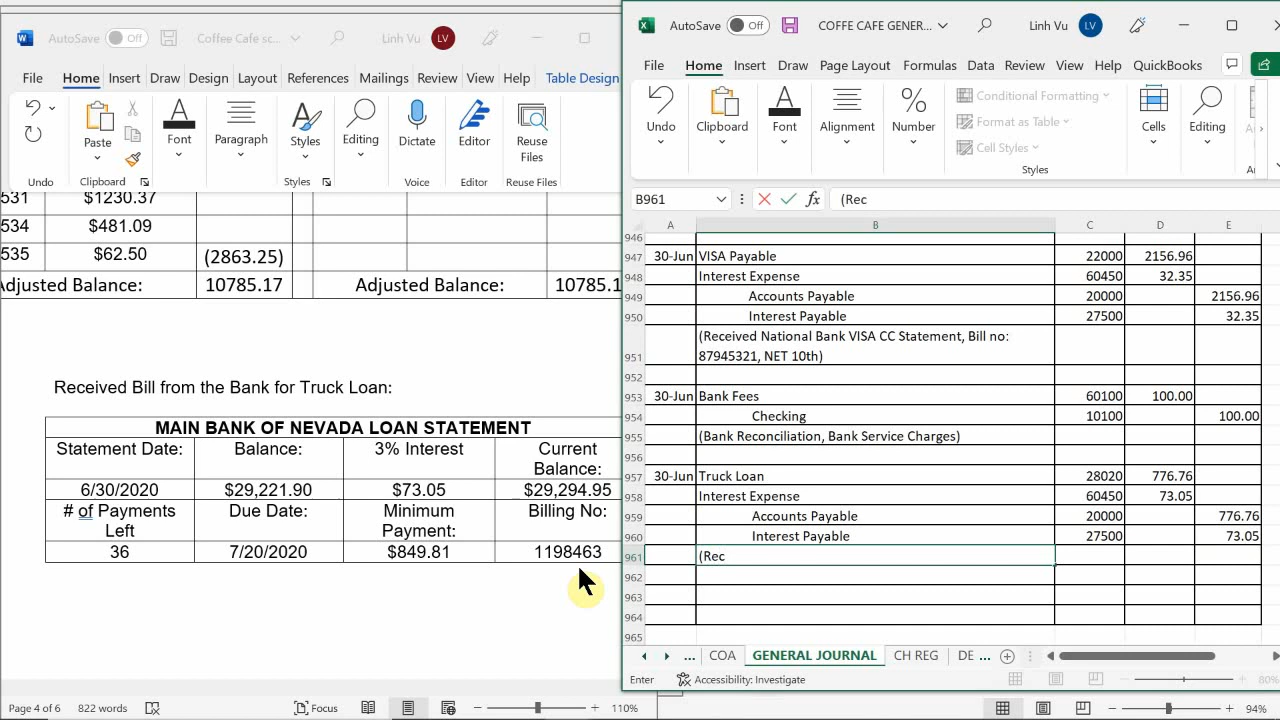 AutoSave Off Coffee Cafe sc... Linh Vu LV
File Home Insert Draw Design Layout References Mailings Review View Help Table Design
Paste Font Paragraph Styles Editing Dictate Editor Reuse Files
Undo Clipboard Styles Voice Editor Reuse Files
531 $1230.37
534 $481.09
535 $62.50 (2863.25)
Adjusted Balance: 10785.17 Adjusted Balance: 10785.1
Received Bill from the Bank for Truck Loan:
MAIN BANK OF NEVADA LOAN STATEMENT
Statement Date: Balance: 3% Interest Current Balance:
6/30/2020 $29,221.90 $73.05 $29,294.95
# of Payments Left Due Date: Minimum Payment: Billing No:
36 7/20/2020 $849.81 1198463
Page 4 of 6 822 words Focus 110%
AutoSave Off COFFE CAFE GENER... Linh Vu LV
File Home Insert Draw Page Layout Formulas Data Review View Help QuickBooks
Undo Clipboard Font Alignment Number Conditional Formatting Format as Table Cell Styles Cells Editing
Styles
B961 fx (Rec
A B C D E
946
947 30-Jun VISA Payable 22000 2156.96
948 Interest Expense 60450 32.35
949 Accounts Payable 20000 2156.96
950 Interest Payable 27500 32.35
951 (Received National Bank VISA CC Statement, Bill no:
87945321, NET 10th)
952
953 30-Jun Bank Fees 60100 100.00
954 Checking 10100 100.00
955 (Bank Reconciliation, Bank Service Charges)
956
957 30-Jun Truck Loan 28020 776.76
958 Interest Expense 60450 73.05
959 Accounts Payable 20000 776.76
960 Interest Payable 27500 73.05
961 (Rec
962
963
964
965
... COA GENERAL JOURNAL CH REG DE ...
Enter Accessibility: Investigate 80%
94%